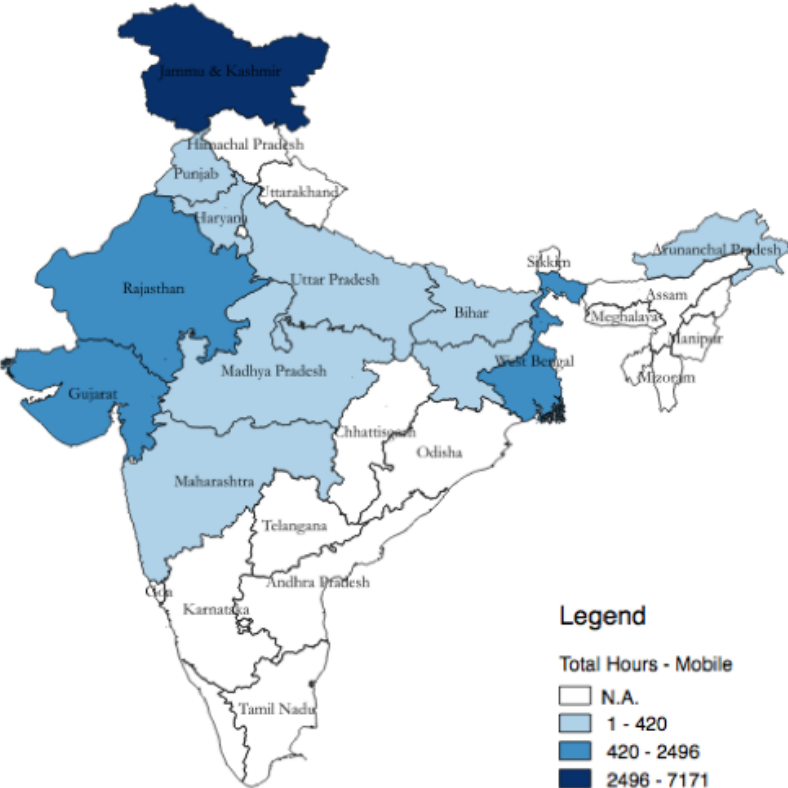 Jammu & Kashmir
Himachal Pradesh
Punjab
Uttarakhand
Haryana
Arunanchal Pradesh
Sikkim
Uttar Pradesh
Rajasthan
Assam
Bihar
Meghalaya
Manipur
West Bengal
Madhya Pradesh
Mizoram
Gujarat
Chhattisgarh
Odisha
Maharashtra
Telangana
Andhra Pradesh
Goa
Karnataka
Tamil Nadu
Legend
Total Hours - Mobile
N.A.
1 - 420
420 - 2496
2496 - 7171